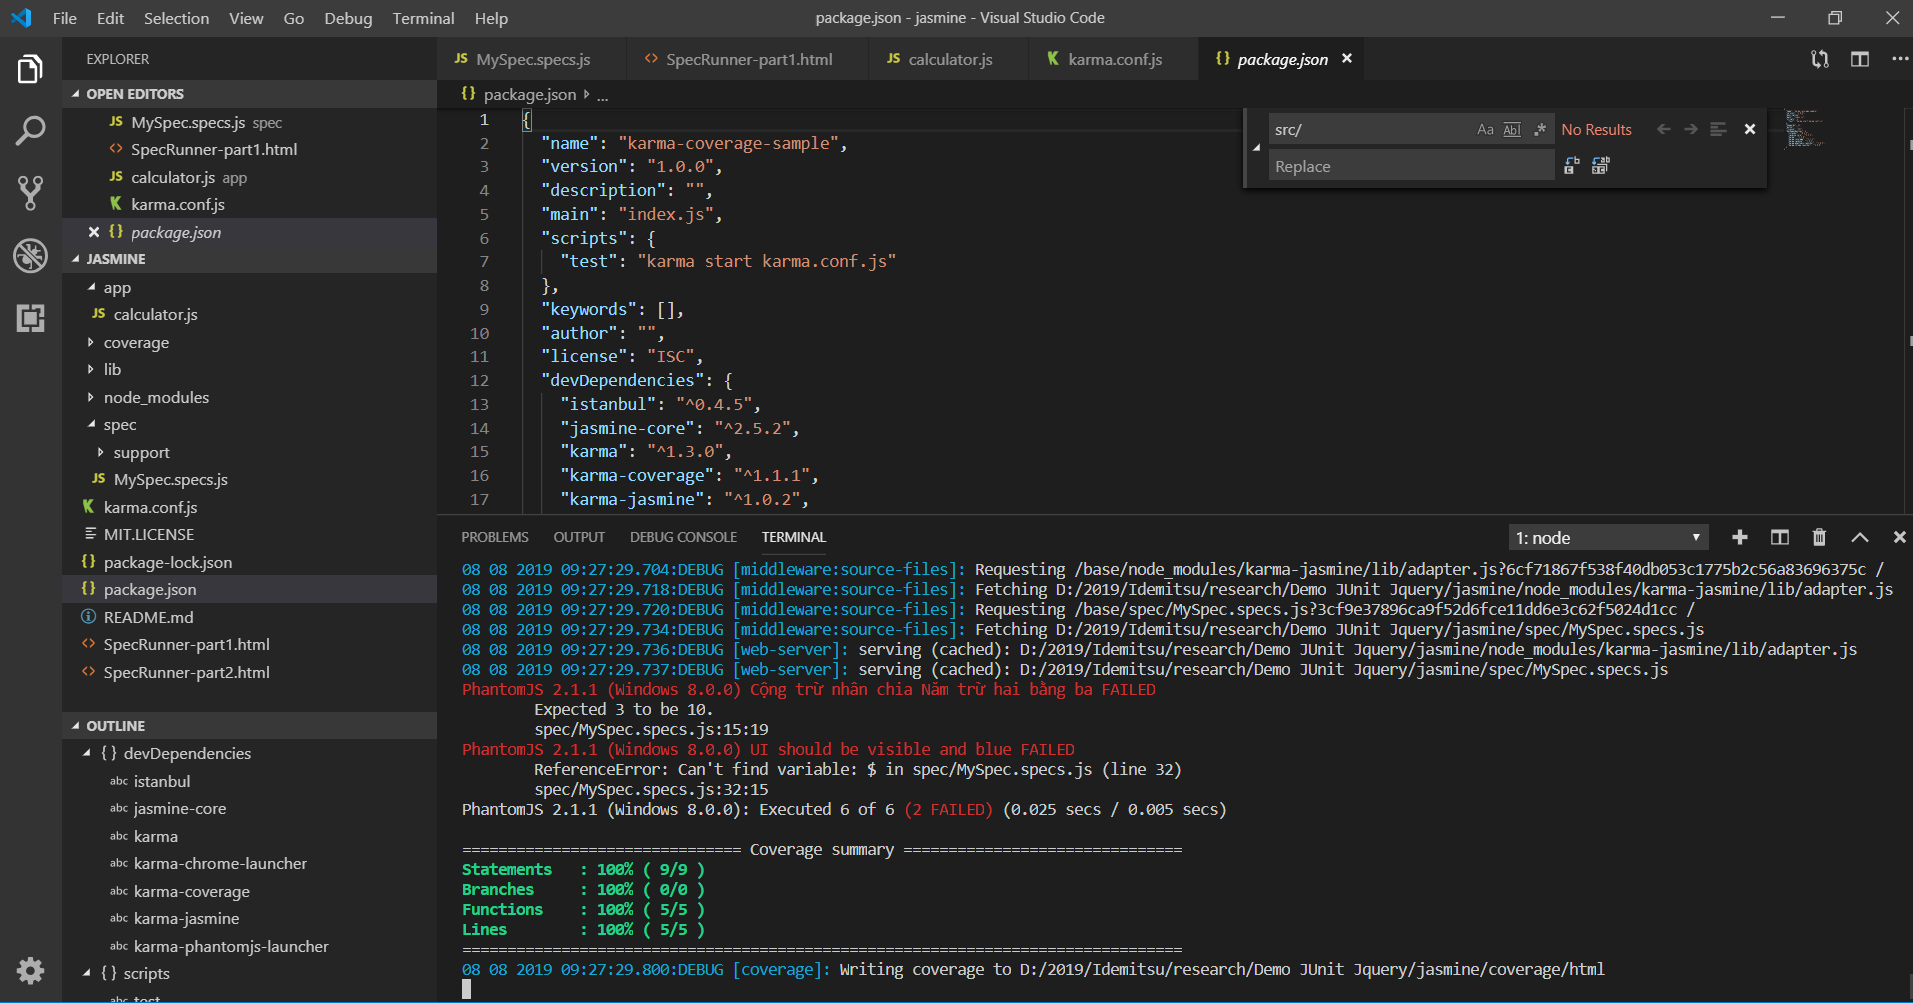 File Edit Selection View Go Debug Terminal Help
package.json - jasmine - Visual Studio Code
EXPLORER
OPEN EDITORS
MySpec.specs.js spec
SpecRunner-part1.html
calculator.js app
karma.conf.js
package.json
JASMINE
app
calculator.js
coverage
lib
node_modules
spec
support
MySpec.specs.js
karma.conf.js
MIT.LICENSE
package-lock.json
package.json
README.md
SpecRunner-part1.html
SpecRunner-part2.html
OUTLINE
{} devDependencies
abc istanbul
abc jasmine-core
abc karma
abc karma-chrome-launcher
abc karma-coverage
abc karma-jasmine
abc karma-phantomjs-launcher
{} scripts
abc test
JS MySpec.specs.js <> SpecRunner-part1.html JS calculator.js K karma.conf.js {} package.json
{} package.json ...
src/ Aa Abl .* No Results
Replace
1 {
2 "name": "karma-coverage-sample",
3 "version": "1.0.0",
4 "description": "",
5 "main": "index.js",
6 "scripts": {
7 "test": "karma start karma.conf.js"
8 },
9 "keywords": [],
10 "author": "",
11 "license": "ISC",
12 "devDependencies": {
13 "istanbul": "^0.4.5",
14 "jasmine-core": "^2.5.2",
15 "karma": "^1.3.0",
16 "karma-coverage": "^1.1.1",
17 "karma-jasmine": "^1.0.2",
PROBLEMS OUTPUT DEBUG CONSOLE TERMINAL
1: node
08 08 2019 09:27:29.704:DEBUG [middleware:source-files]: Requesting /base/node_modules/karma-jasmine/lib/adapter.js?6cf71867f538f40db053c1775b2c56a83696375c /
08 08 2019 09:27:29.718:DEBUG [middleware:source-files]: Fetching D:/2019/Idemitsu/research/Demo JUnit Jquery/jasmine/node_modules/karma-jasmine/lib/adapter.js
08 08 2019 09:27:29.720:DEBUG [middleware:source-files]: Requesting /base/spec/MySpec.specs.js?3cf9e37896ca9f52d6fce11dd6e3c62f5024d1cc /
08 08 2019 09:27:29.734:DEBUG [middleware:source-files]: Fetching D:/2019/Idemitsu/research/Demo JUnit Jquery/jasmine/spec/MySpec.specs.js
08 08 2019 09:27:29.736:DEBUG [web-server]: serving (cached): D:/2019/Idemitsu/research/Demo JUnit Jquery/jasmine/node_modules/karma-jasmine/lib/adapter.js
08 08 2019 09:27:29.737:DEBUG [web-server]: serving (cached): D:/2019/Idemitsu/research/Demo JUnit Jquery/jasmine/spec/MySpec.specs.js
PhantomJS 2.1.1 (Windows 8.0.0) Cộng trừ nhân chia Năm trừ hai bằng ba FAILED
Expected 3 to be 10.
spec/MySpec.specs.js:15:19
PhantomJS 2.1.1 (Windows 8.0.0) UI should be visible and blue FAILED
ReferenceError: Can't find variable: $ in spec/MySpec.specs.js (line 32)
spec/MySpec.specs.js:32:15
PhantomJS 2.1.1 (Windows 8.0.0): Executed 6 of 6 (2 FAILED) (0.025 secs / 0.005 secs)
=============================== Coverage summary ===============================
Statements : 100% ( 9/9 )
Branches : 100% ( 0/0 )
Functions : 100% ( 5/5 )
Lines : 100% ( 5/5 )
================================================================================
08 08 2019 09:27:29.800:DEBUG [coverage]: Writing coverage to D:/2019/Idemitsu/research/Demo JUnit Jquery/jasmine/coverage/html